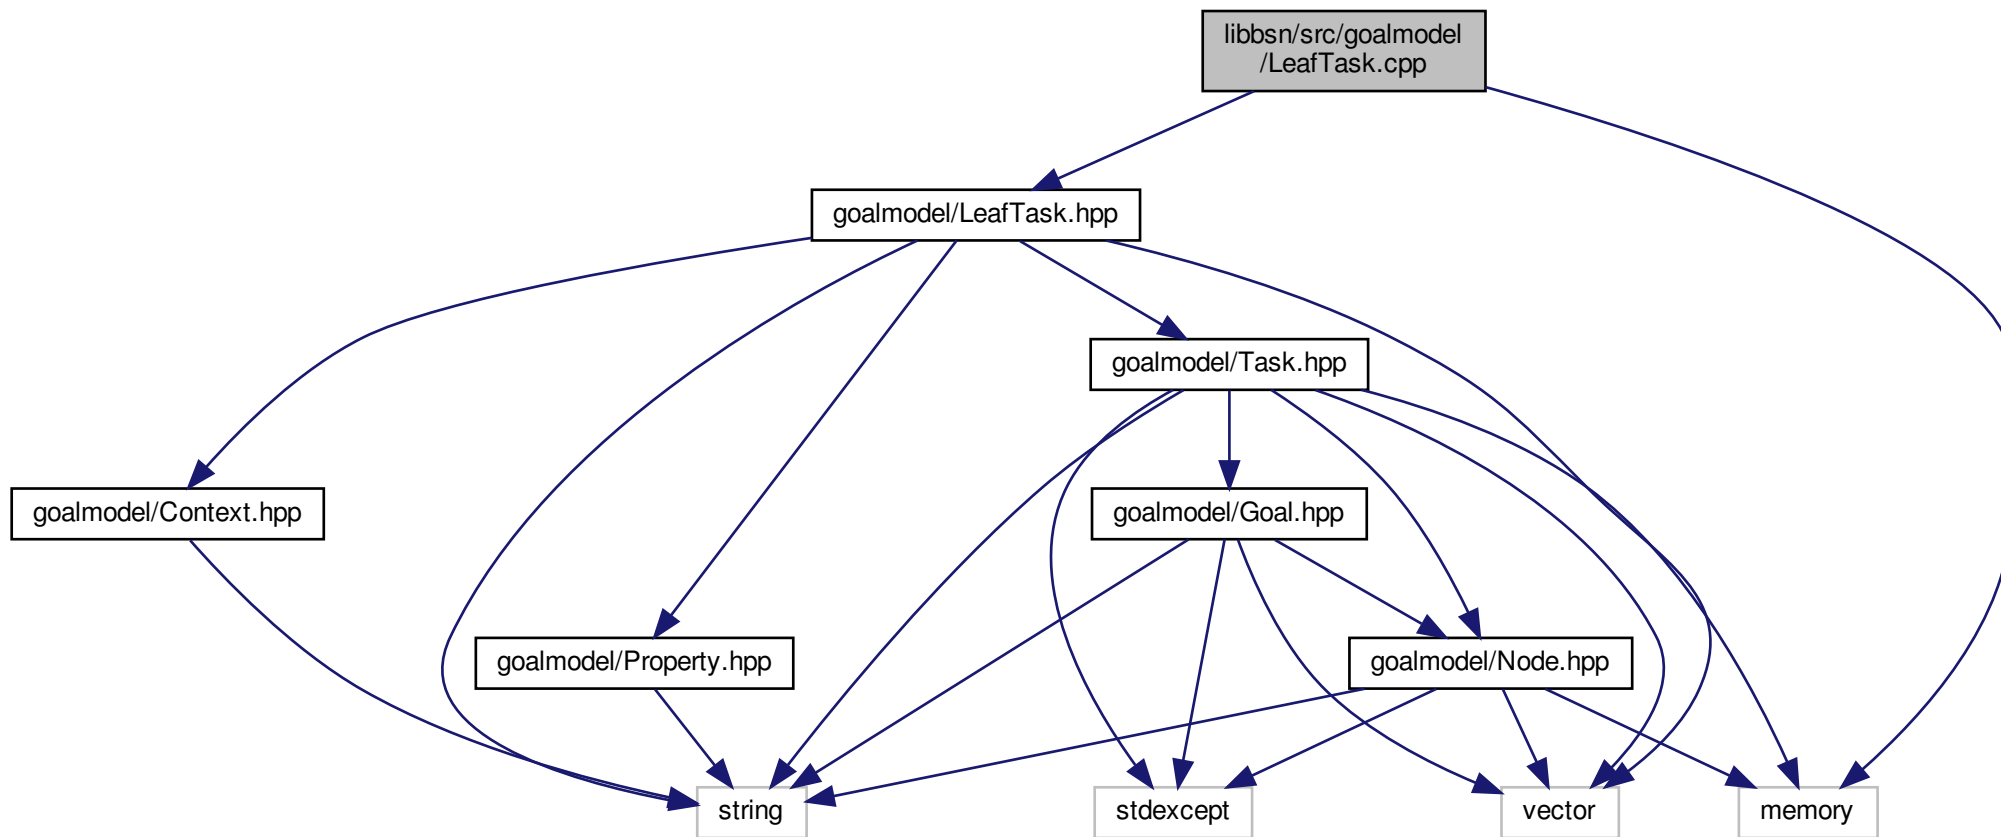 libbsn/src/goalmodel
/LeafTask.cpp
goalmodel/LeafTask.hpp
goalmodel/Task.hpp
goalmodel/Context.hpp
goalmodel/Goal.hpp
goalmodel/Property.hpp
goalmodel/Node.hpp
string
stdexcept
vector
memory